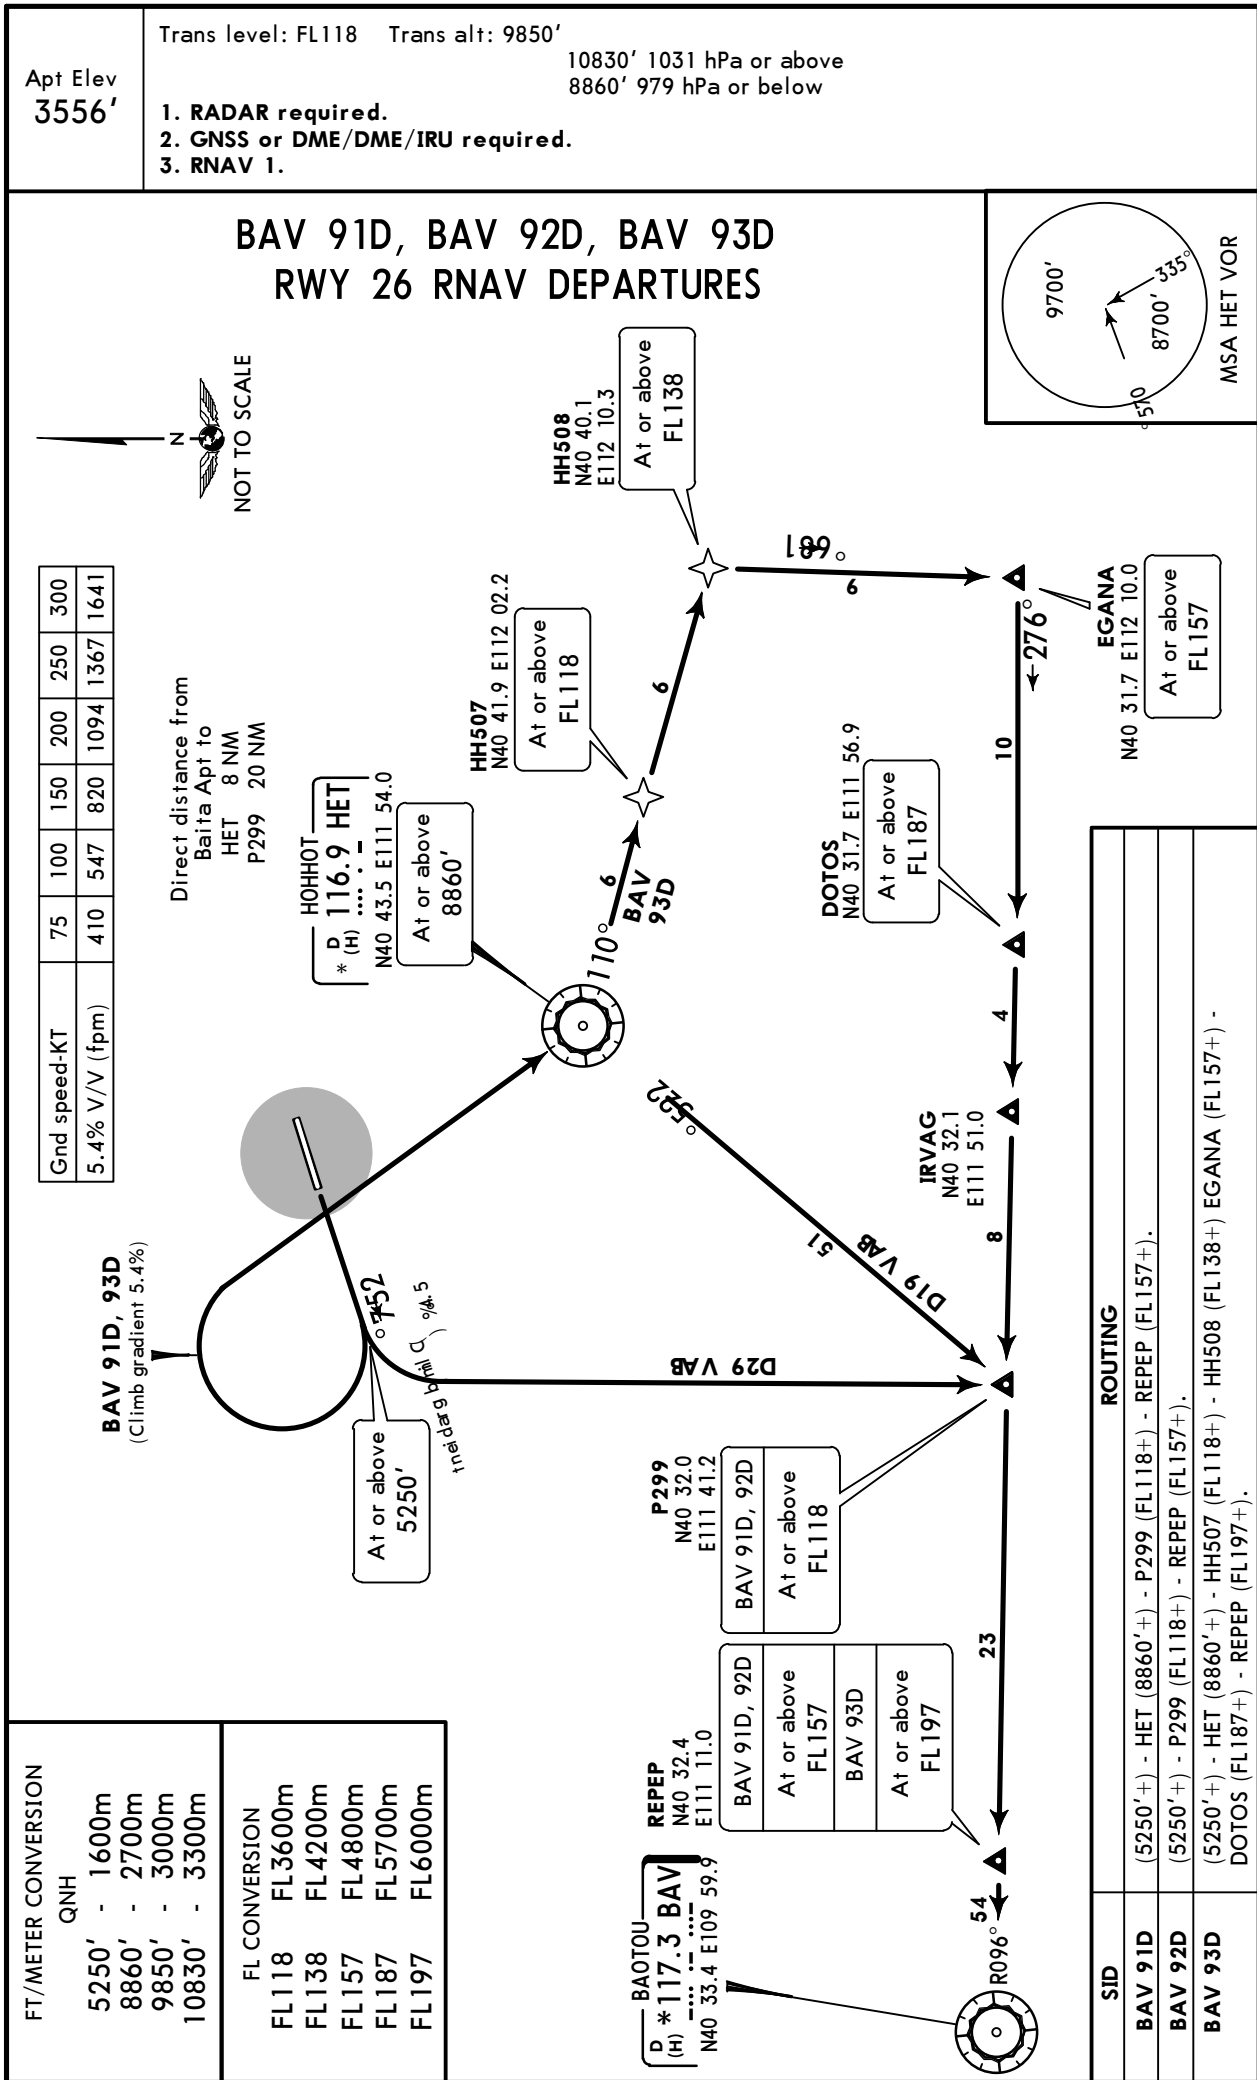 Apt Elev
3556'
Trans level: FL118 Trans alt: 9850'
10830' 1031 hPa or above
8860' 979 hPa or below
1. RADAR required.
2. GNSS or DME/DME/IRU required.
3. RNAV 1.
BAV 91D, BAV 92D, BAV 93D
RWY 26 RNAV DEPARTURES
9700'
8700'
335°
075°
MSA HET VOR
N
NOT TO SCALE
Gnd speed-KT 75 100 150 200 250 300
5.4% V/V (fpm) 410 547 820 1094 1367 1641
Direct distance from
Baita Apt to
HET 8 NM
P299 20 NM
HOHHOT
D
(H) * 116.9 HET
N40 43.5 E111 54.0
At or above
8860'
HH507
N40 41.9 E112 02.2
At or above
FL118
HH508
N40 40.1
E112 10.3
At or above
FL138
EGANA
N40 31.7 E112 10.0
At or above
FL157
DOTOS
N40 31.7 E111 56.9
At or above
FL187
IRVAG
N40 32.1
E111 51.0
BAV 91D, 93D
(Climb gradient 5.4%)
257°
At or above
5250'
110°
6
BAV
93D
6
189°
9
276°
10
4
8
225°
15
BAV 91D
BAV 92D
P299
N40 32.0
E111 41.2
BAV 91D, 92D
At or above
FL118
23
REPEP
N40 32.4
E111 11.0
BAV 91D, 92D
At or above
FL157
BAV 93D
At or above
FL197
BAOTOU
D
(H) * 117.3 BAV
N40 33.4 E109 59.9
R096°
54
FT/METER CONVERSION
QNH
5250' - 1600m
8860' - 2700m
9850' - 3000m
10830' - 3300m
FL CONVERSION
FL118 FL3600m
FL138 FL4200m
FL157 FL4800m
FL187 FL5700m
FL197 FL6000m
SID ROUTING
BAV 91D (5250'+) - HET (8860'+) - P299 (FL118+) - REPEP (FL157+).
BAV 92D (5250'+) - P299 (FL118+) - REPEP (FL157+).
BAV 93D (5250'+) - HET (8860'+) - HH507 (FL118+) - HH508 (FL138+) EGANA (FL157+) -
DOTOS (FL187+) - REPEP (FL197+).